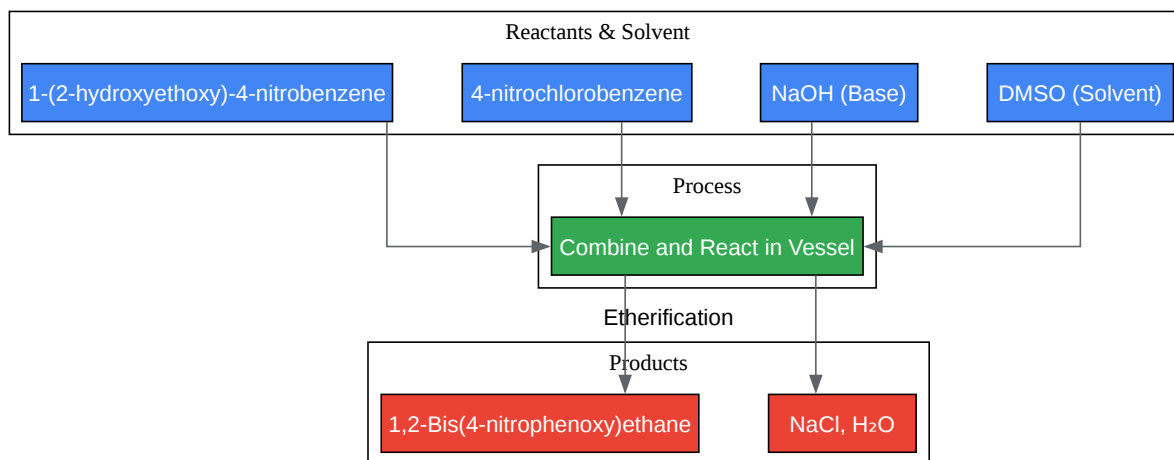 Reactants & Solvent
1-(2-hydroxyethoxy)-4-nitrobenzene
4-nitrochlorobenzene
NaOH (Base)
DMSO (Solvent)
Process
Combine and React in Vessel
Etherification
Products
1,2-Bis(4-nitrophenoxy)ethane
NaCl, H₂O